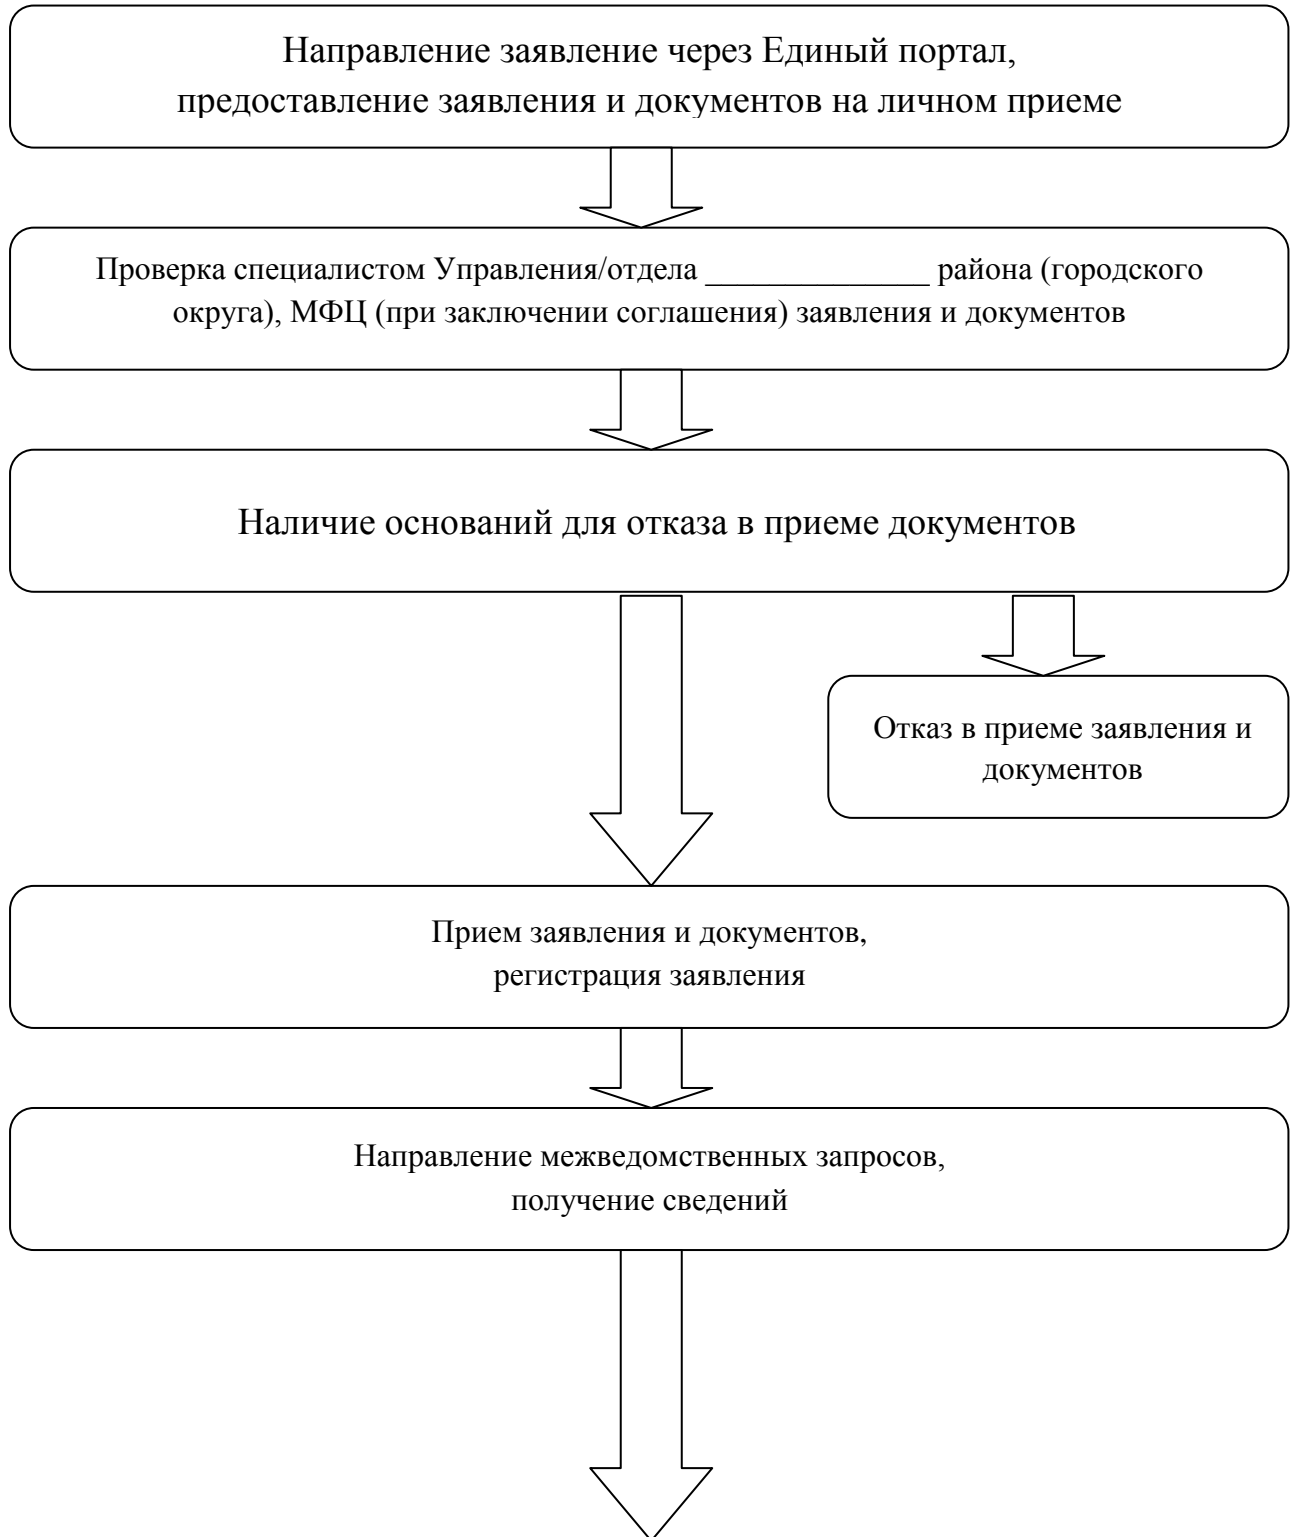 Направление заявление через Единый портал,
предоставление заявления и документов на личном приеме
Проверка специалистом Управления/отдела ______________ района (городского
округа), МФЦ (при заключении соглашения) заявления и документов
Наличие оснований для отказа в приеме документов
Отказ в приеме заявления и
документов
Прием заявления и документов,
регистрация заявления
Направление межведомственных запросов,
получение сведений